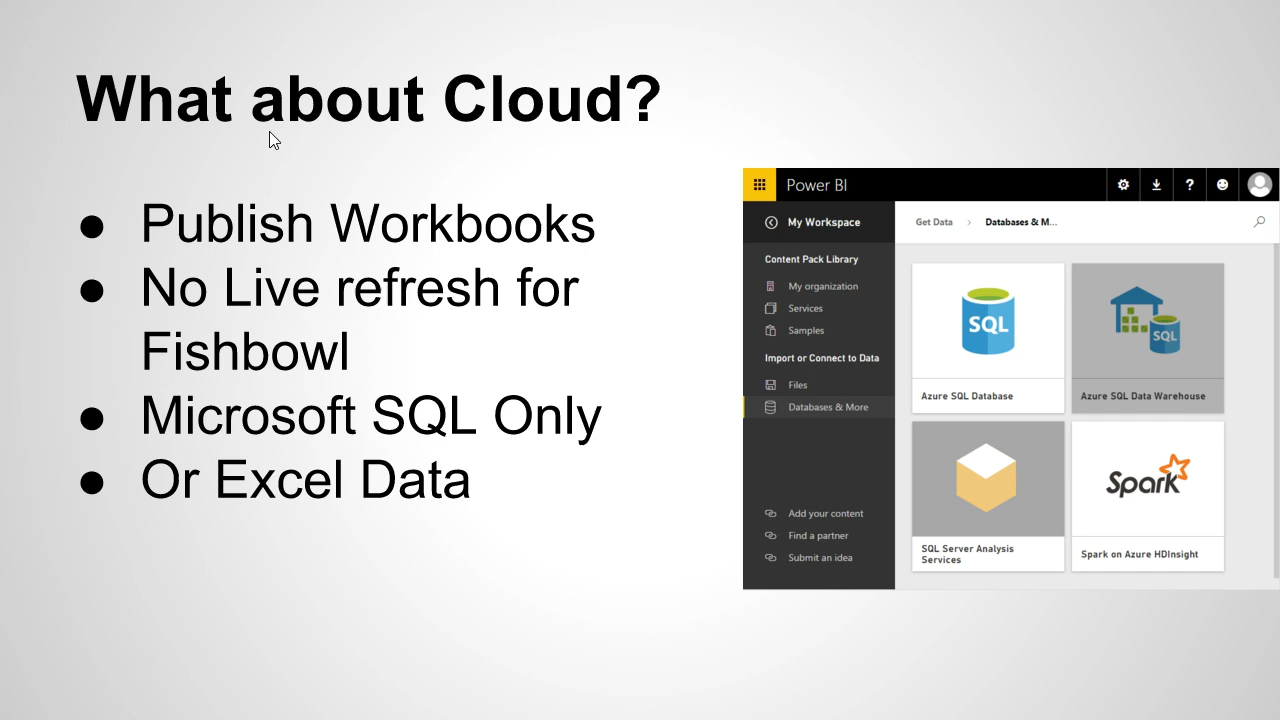 What about Cloud?
● Publish Workbooks
● No Live refresh for
Fishbowl
● Microsoft SQL Only
● Or Excel Data
Power BI
?
My Workspace
Get Data > Databases & M...
Content Pack Library
My organization
Services
Samples
Import or Connect to Data
Files
Databases & More
Add your content
Find a partner
Submit an idea
SQL
Azure SQL Database
SQL
Azure SQL Data Warehouse
SQL Server Analysis
Services
Spark
Spark on Azure HDInsight